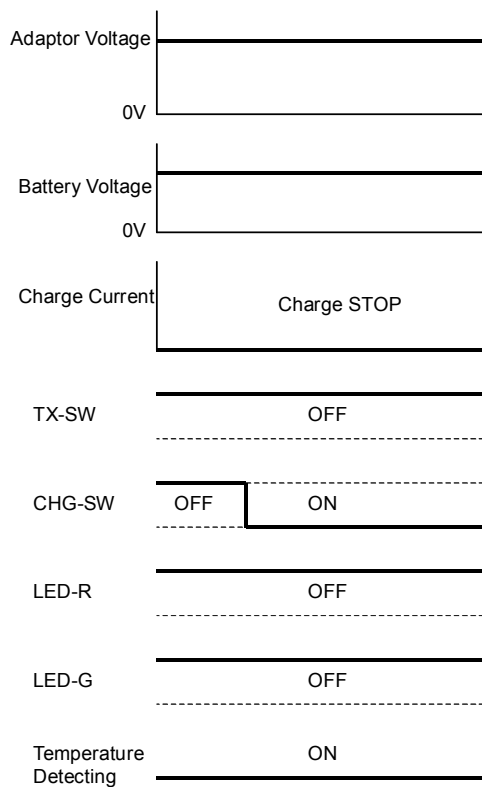 Adaptor Voltage
0V
Battery Voltage
0V
Charge Current
Charge STOP
TX-SW
OFF
CHG-SW
OFF
ON
LED-R
OFF
LED-G
OFF
Temperature
Detecting
ON